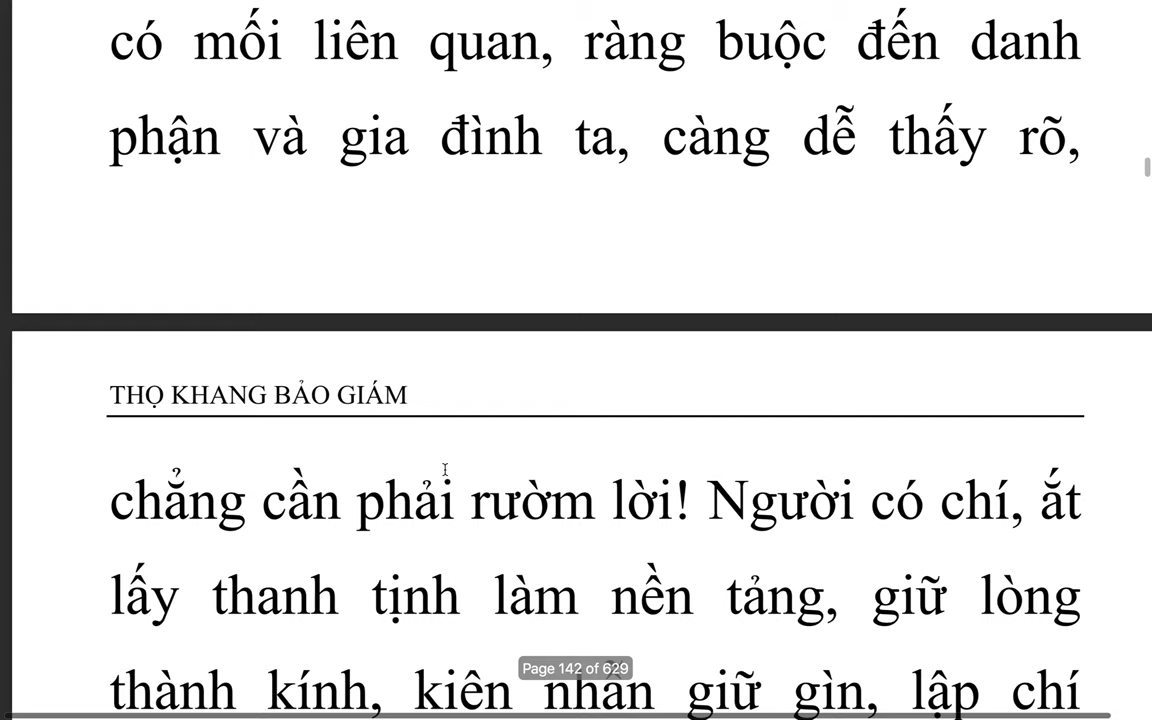 có mối liên quan, ràng buộc đến danh
phận và gia đình ta, càng dễ thấy rõ,
THỌ KHANG BẢO GIÁM
chẳng cần phải rườm lời! Người có chí, ắt
lấy thanh tịnh làm nền tảng, giữ lòng
Page 142 of 629
thành kính, kiên nhẫn giữ gìn, lập chí